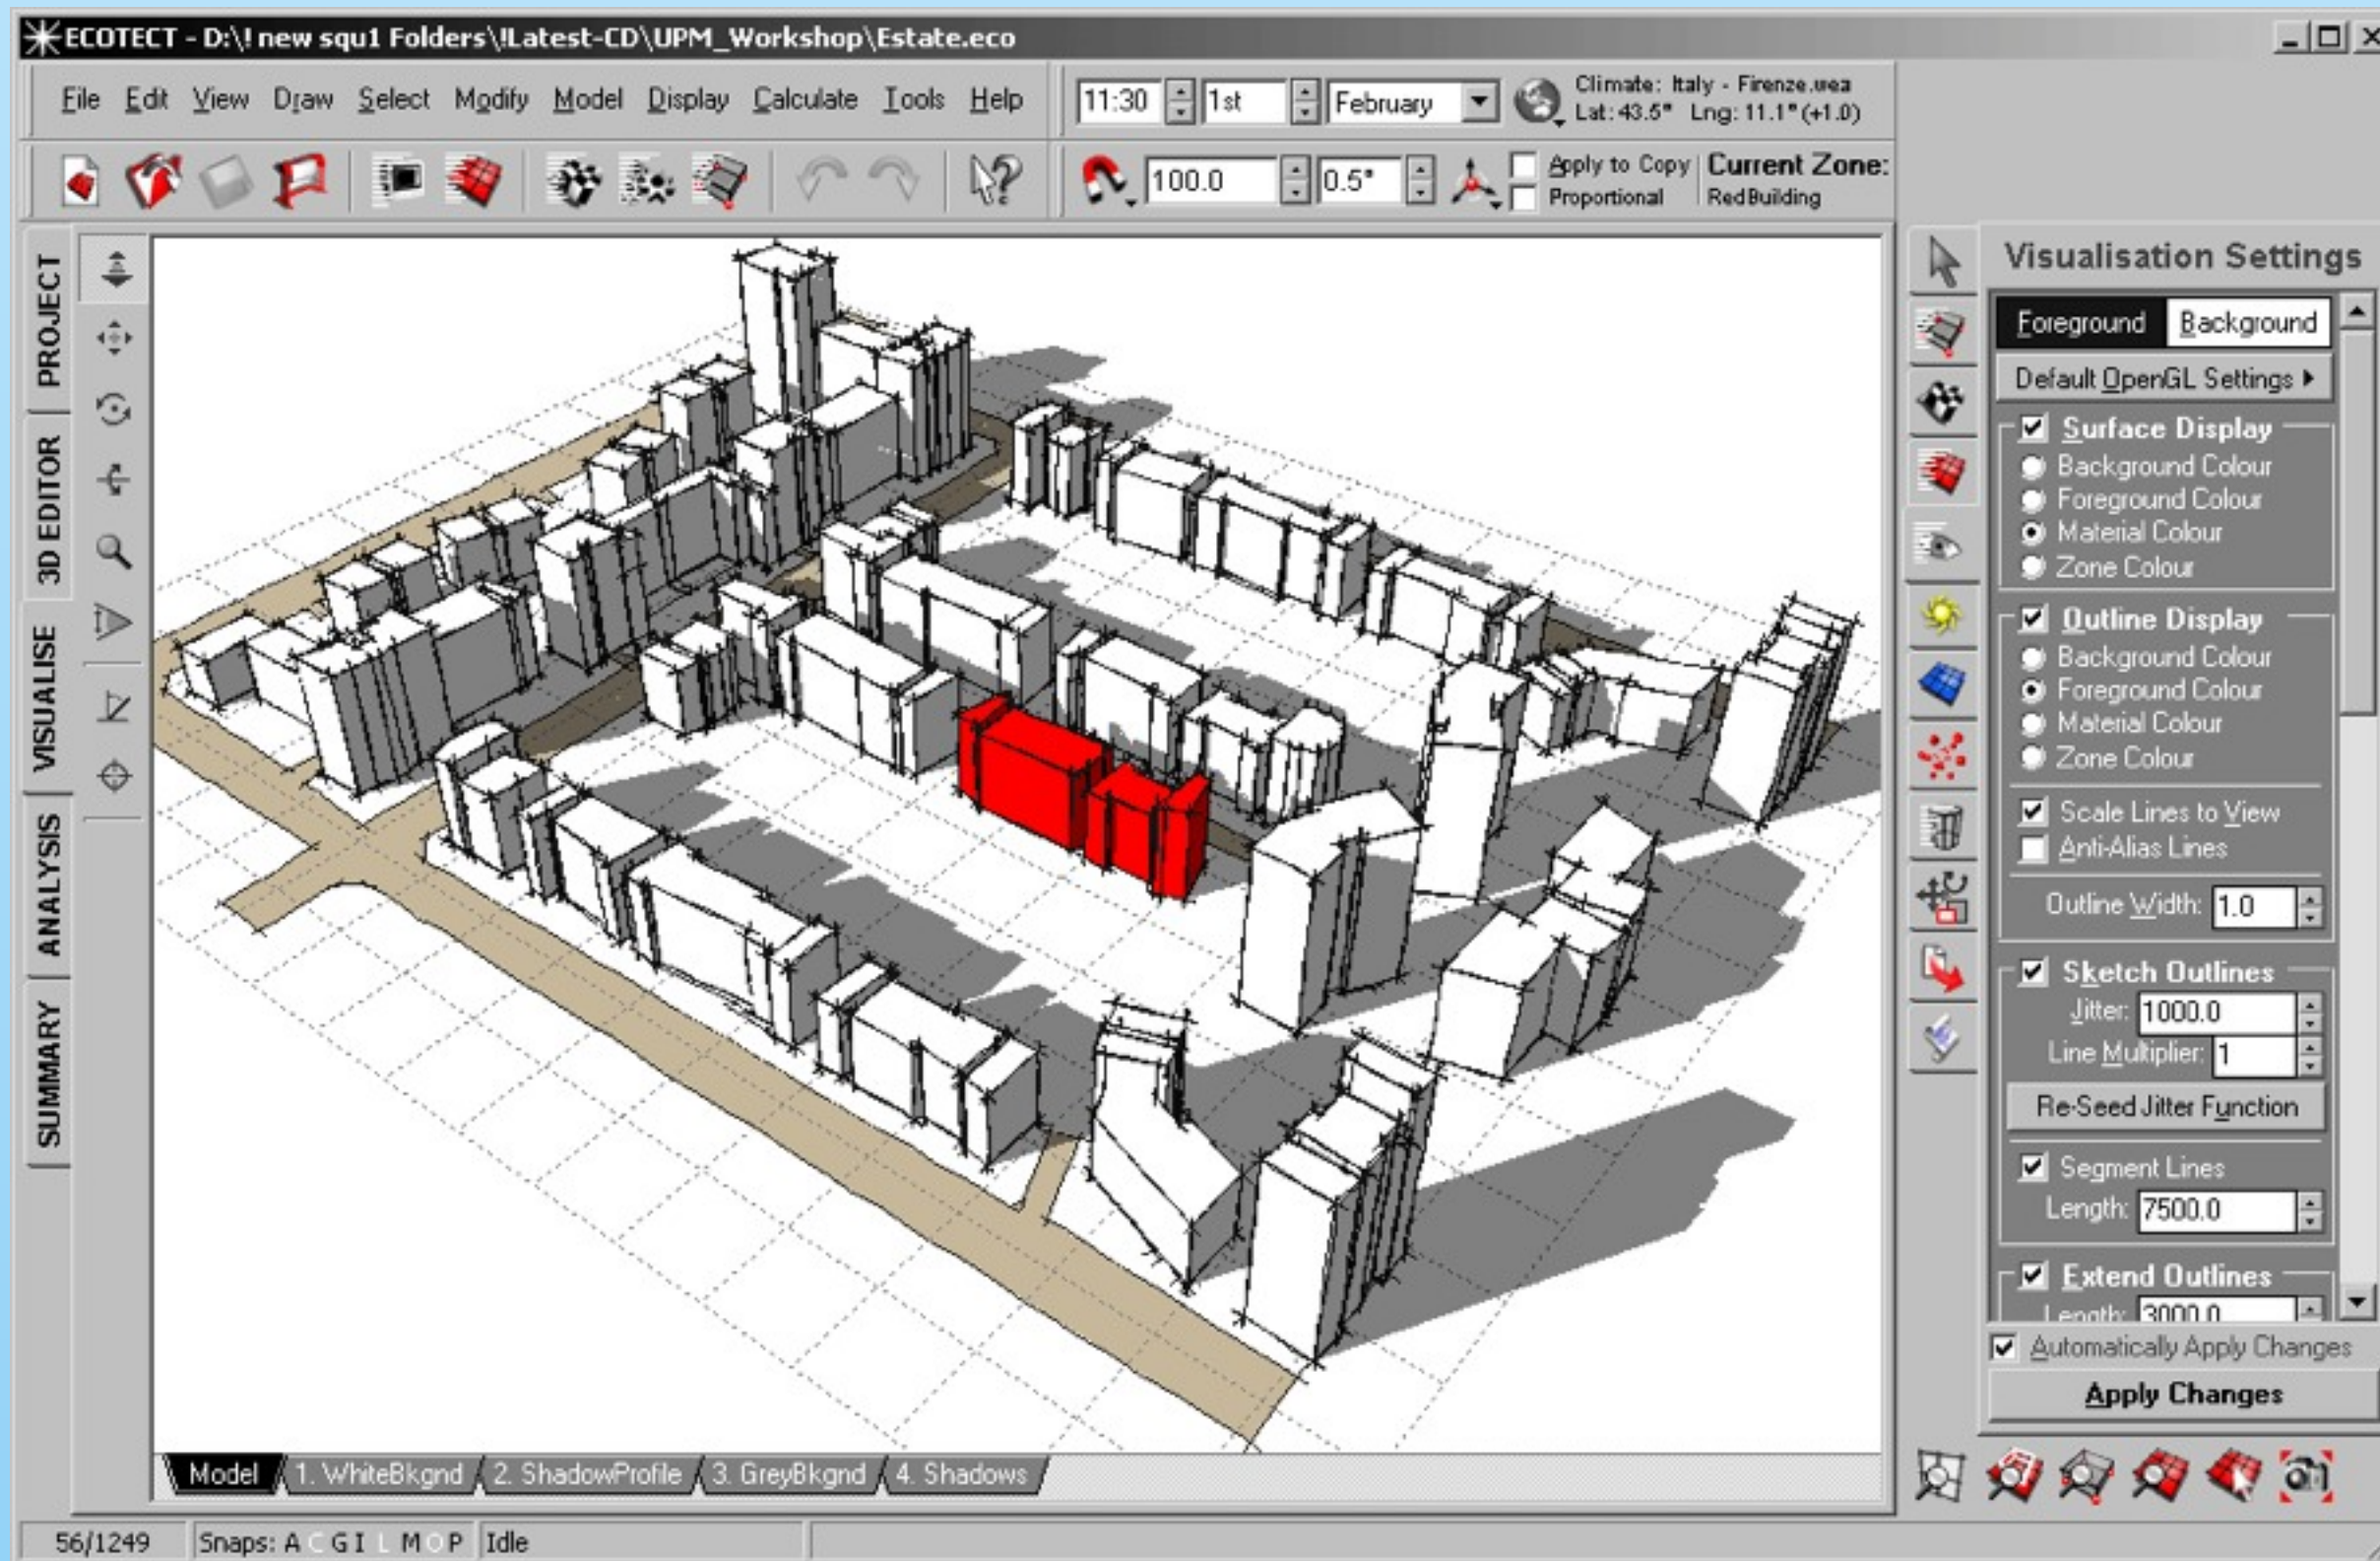 ECOTECT - D:\! new squ1 Folders\!Latest-CD\UPM_Workshop\Estate.eco
File Edit View Draw Select Modify Model Display Calculate Tools Help
11:30 1st February
Climate: Italy - Firenze.wea
Lat: 43.5° Lng: 11.1° (+1.0)
100.0 0.5°
Apply to Copy
Proportional
Current Zone:
RedBuilding
PROJECT
3D EDITOR
VISUALISE
ANALYSIS
SUMMARY
Visualisation Settings
Foreground Background
Default OpenGL Settings
Surface Display
Background Colour
Foreground Colour
Material Colour
Zone Colour
Outline Display
Background Colour
Foreground Colour
Material Colour
Zone Colour
Scale Lines to View
Anti-Alias Lines
Outline Width: 1.0
Sketch Outlines
Jitter: 1000.0
Line Multiplier: 1
Re-Seed Jitter Function
Segment Lines
Length: 7500.0
Extend Outlines
Length: 3000.0
Automatically Apply Changes
Apply Changes
Model 1. WhiteBkgnd 2. ShadowProfile 3. GreyBkgnd 4. Shadows
56/1249 Snaps: A C G I L M O P Idle